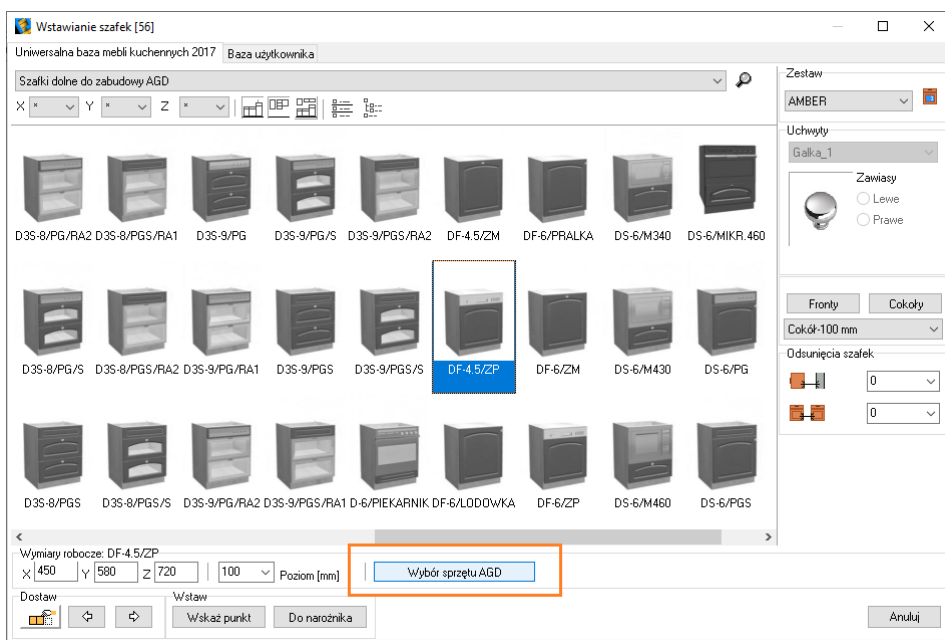 Wstawianie szafek [56]
Uniwersalna baza mebli kuchennych 2017 Baza użytkownika
Szafki dolne do zabudowy AGD
X * Y * Z *
D3S-8/PG/RA2 D3S-8/PGS/RA1 D3S-9/PG D3S-9/PG/S D3S-9/PGS/RA2 DF-4.5/ZM DF-6/PRALKA DS-6/M340 DS-6/MIKR.460
D3S-8/PG/S D3S-8/PGS/RA2 D3S-9/PG/RA1 D3S-9/PGS D3S-9/PGS/S DF-4.5/ZP DF-6/ZM DS-6/M430 DS-6/PG
D3S-8/PGS D3S-8/PGS/S D3S-9/PG/RA2 D3S-9/PGS/RA1 D-6/PIEKARNIK DF-6/LODOWKA DF-6/ZP DS-6/M460 DS-6/PGS
Zestaw
AMBER
Uchwyty
Galka_1
Zawiasy
Lewe
Prawe
Fronty Cokoły
Cokół-100 mm
Odsunięcia szafek
0
0
Wymiary robocze: DF-4.5/ZP
X 450 Y 580 Z 720 100 Poziom [mm] Wybór sprzętu AGD
Dostaw Wstaw
Wskaż punkt Do narożnika Anuluj